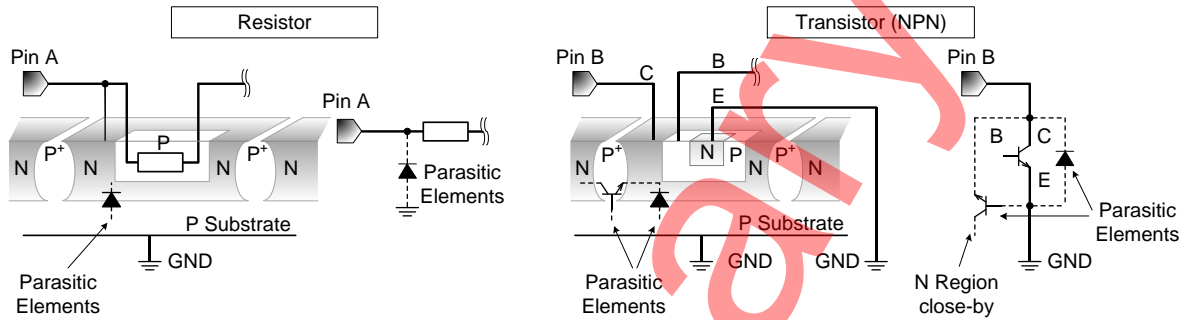 Resistor
Transistor (NPN)
Pin A
Pin B
Pin B
C
B
E
Pin A
N
P+
N
P
N
P+
N
Parasitic
Elements
P Substrate
GND
Parasitic
Elements
N
P+
N
N
P
N
P+
N
P Substrate
GND
GND
Parasitic
Elements
B
C
E
Parasitic
Elements
GND
N Region
close-by
ary